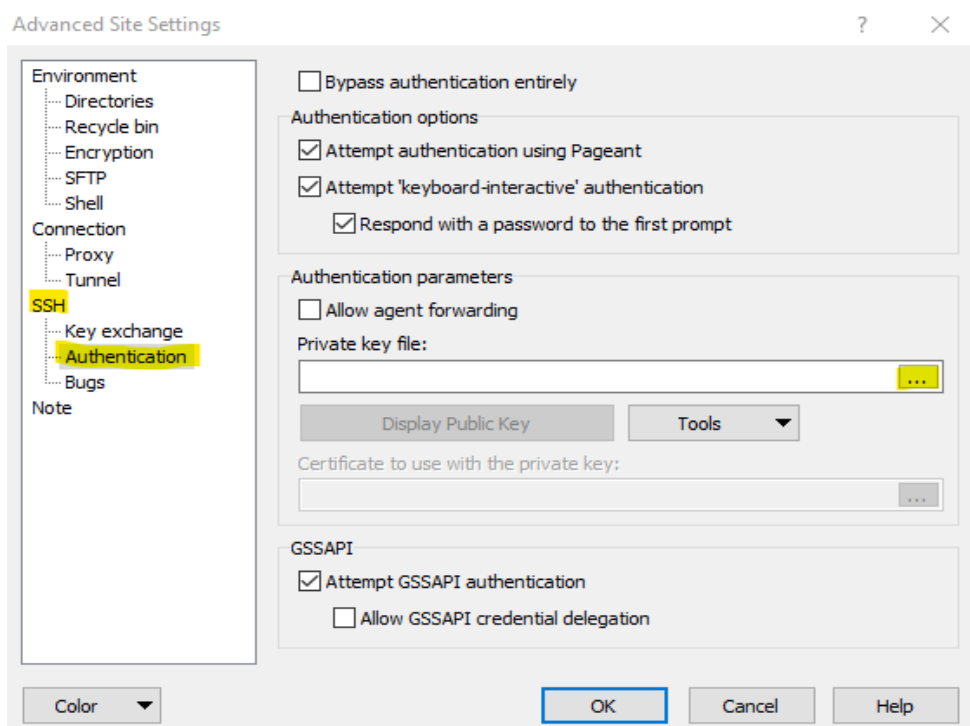 Advanced Site Settings
?
Environment
Directories
Recycle bin
Encryption
SFTP
Shell
Connection
Proxy
Tunnel
SSH
Key exchange
Authentication
Bugs
Note
Bypass authentication entirely
Authentication options
Attempt authentication using Pageant
Attempt 'keyboard-interactive' authentication
Respond with a password to the first prompt
Authentication parameters
Allow agent forwarding
Private key file:
...
Display Public Key
Tools
Certificate to use with the private key:
...
GSSAPI
Attempt GSSAPI authentication
Allow GSSAPI credential delegation
Color
OK
Cancel
Help